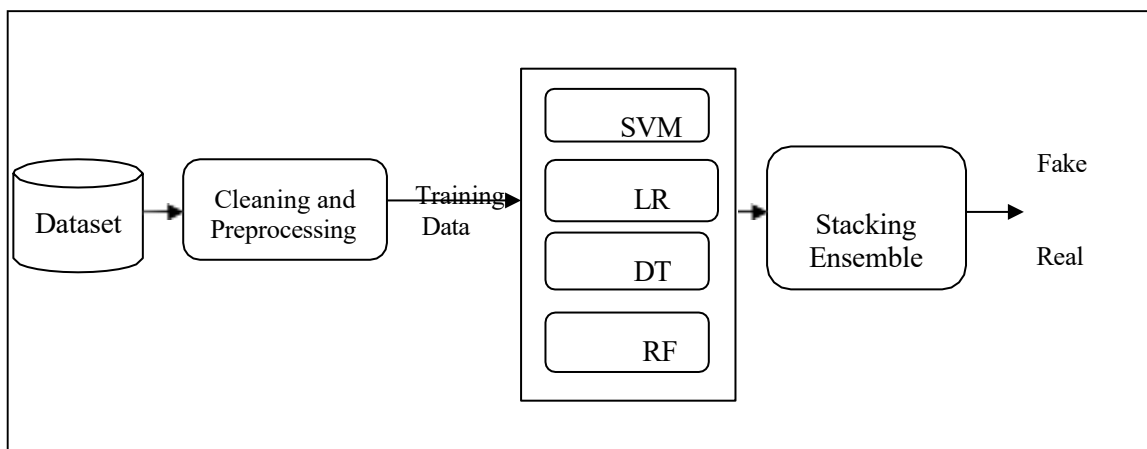 Dataset
Cleaning and
Preprocessing
Training
Data
SVM
LR
DT
RF
Stacking
Ensemble
Fake
Real